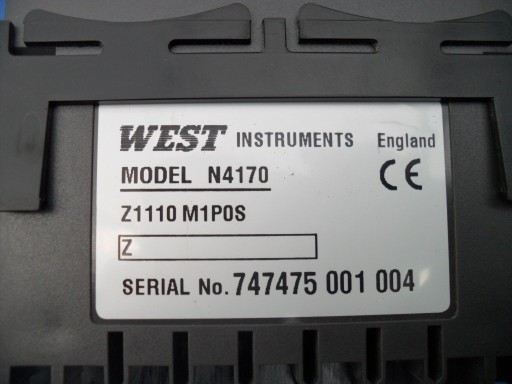 WEST INSTRUMENTS England
MODEL N4170
CE
Z1110 M1P0S
Z
SERIAL No. 747475 001 004